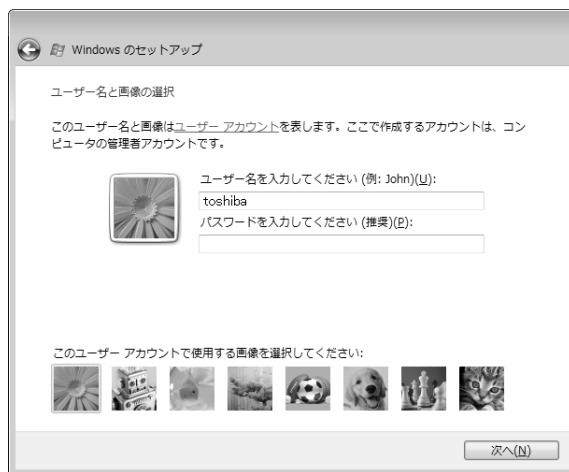 Windows のセットアップ
ユーザー名と画像の選択
このユーザー名と画像はユーザー アカウントを表します。ここで作成するアカウントは、コン
ピュータの管理者アカウントです。
ユーザー名を入力してください (例: John)(U):
toshiba
パスワードを入力してください (推奨)(P):
このユーザー アカウントで使用する画像を選択してください:
次へ(N)